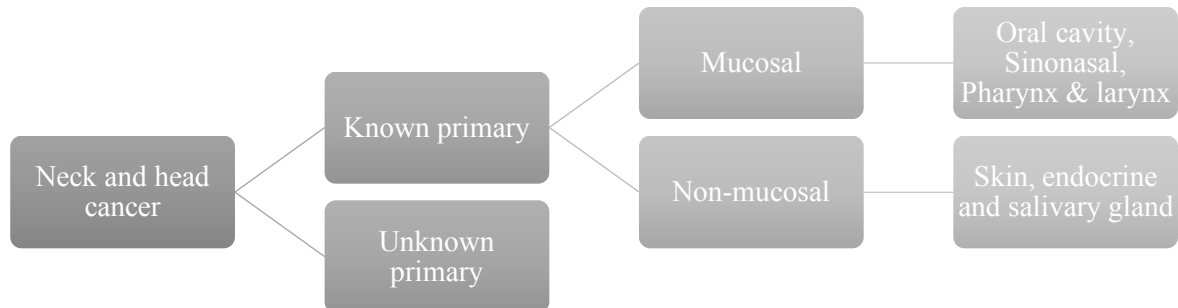 Neck and head
cancer
Known primary
Unknown
primary
Mucosal
Non-mucosal
Oral cavity,
Sinonasal,
Pharynx & larynx
Skin, endocrine
and salivary gland